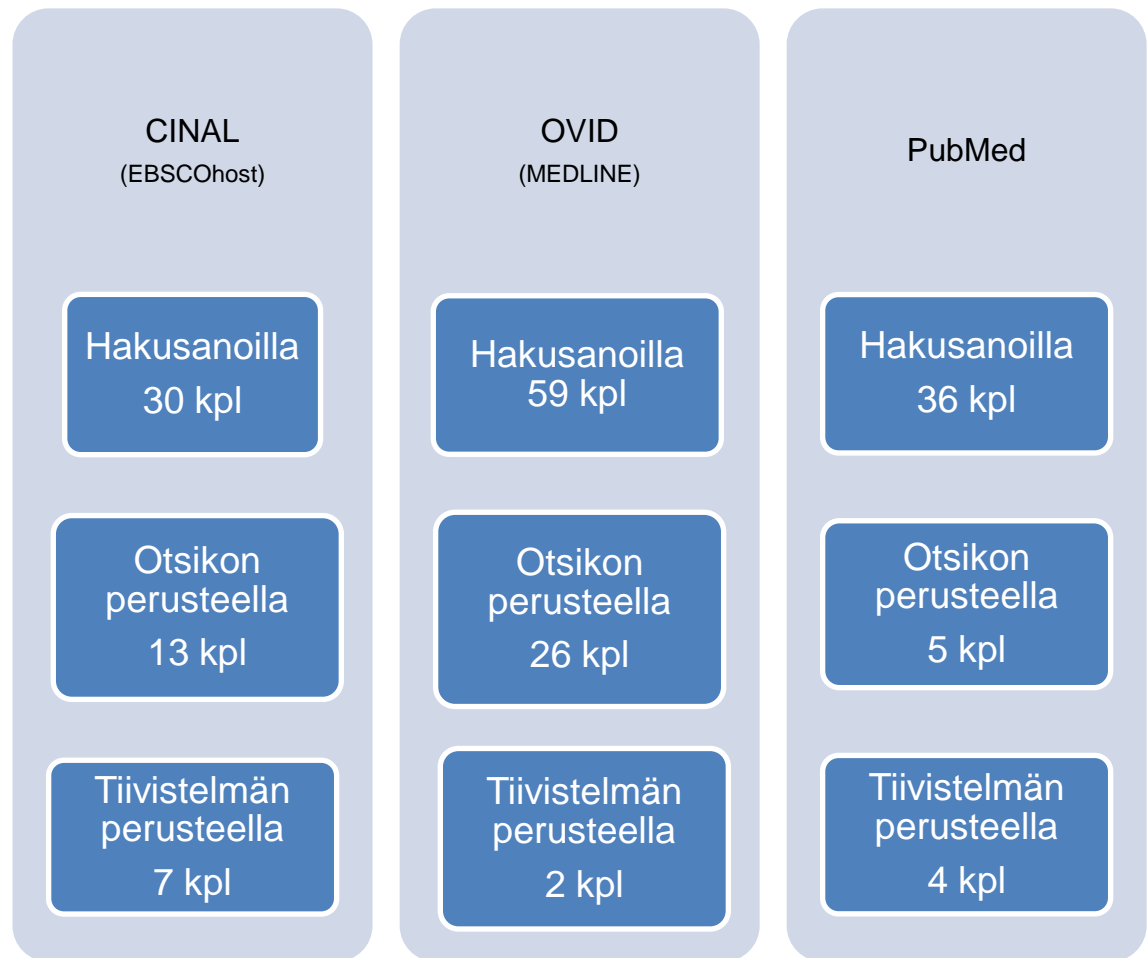 CINAL
(EBSCOhost)
Hakusanoilla
30 kpl
Otsikon
perusteella
13 kpl
Tiivistelmän
perusteella
7 kpl
OVID
(MEDLINE)
Hakusanoilla
59 kpl
Otsikon
perusteella
26 kpl
Tiivistelmän
perusteella
2 kpl
PubMed
Hakusanoilla
36 kpl
Otsikon
perusteella
5 kpl
Tiivistelmän
perusteella
4 kpl